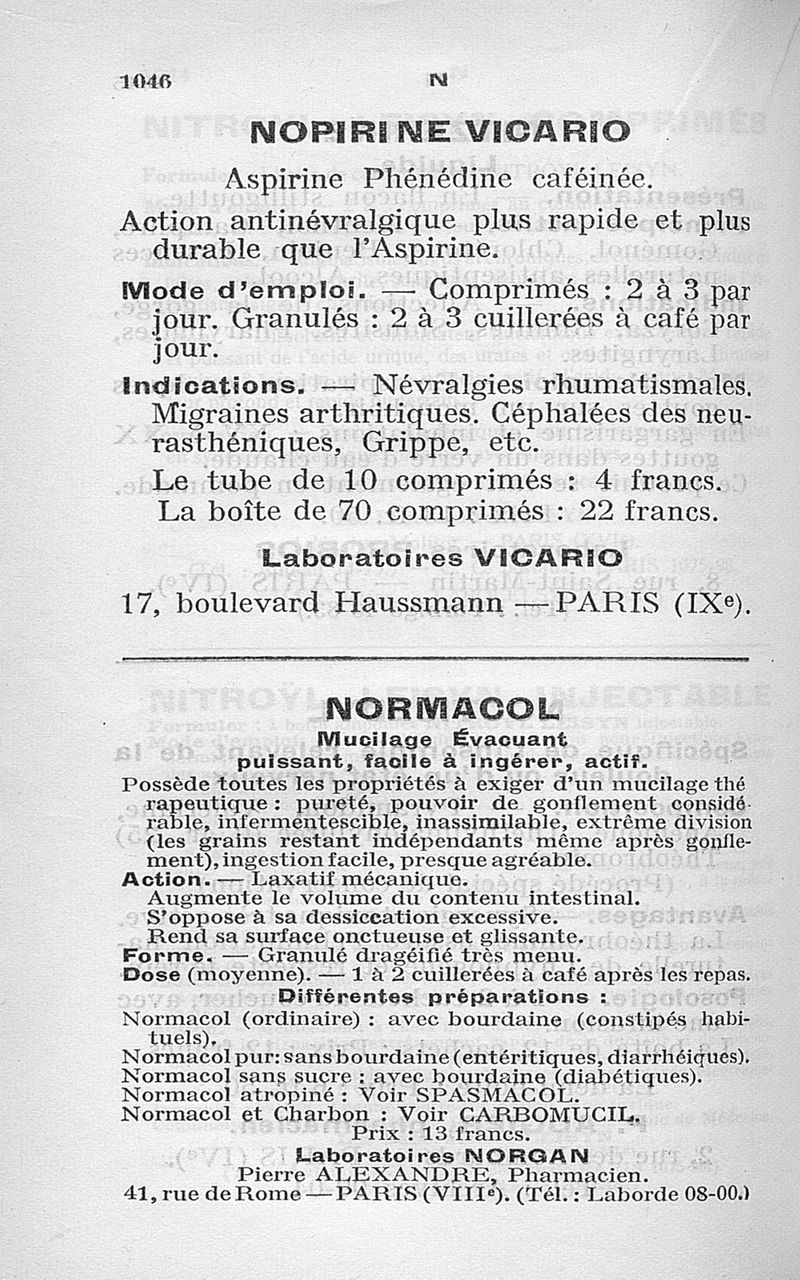 1046
N
NOPIRINE VICARIO
Aspirine Phénédine caféinée.
Action antinévralgique plus rapide et plus
durable que l'Aspirine.
Mode d'emploi. — Comprimés : 2 à 3 par
jour. Granulés : 2 à 3 cuillerées à café par
jour.
Indications. — Névralgies rhumatismales.
Migraines arthritiques. Céphalées des neu-
rasthéniques, Grippe, etc.
Le tube de 10 comprimés : 4 francs.
La boîte de 70 comprimés : 22 francs.
Laboratoires VICARIO
17, boulevard Haussmann — PARIS (IXe).
NORMACOL
Mucilage Évacuant
puissant, facile à ingérer, actif.
Possède toutes les propriétés à exiger d'un mucilage thé
rapeutique : pureté, pouvoir de gonflement considé-
rable, infermentescible, inassimilable, extrême division
(les grains restant indépendants même après gonfle-
ment), ingestion facile, presque agréable.
Action. — Laxatif mécanique.
Augmente le volume du contenu intestinal.
S'oppose à sa dessiccation excessive.
Rend sa surface onctueuse et glissante.
Forme. — Granulé dragéifié très menu.
Dose (moyenne). — 1 à 2 cuillerées à café après les repas.
Différentes préparations :
Normacol (ordinaire) : avec bourdaine (constipés habi-
tuels).
Normacol pur: sans bourdaine (entéritiques, diarrhéiques).
Normacol sans sucre : avec bourdaine (diabétiques).
Normacol atropiné : Voir SPASMACOL.
Normacol et Charbon : Voir CARBOMUCIL.
Prix : 13 francs.
Laboratoires NORGAN
Pierre ALEXANDRE, Pharmacien.
41, rue de Rome — PARIS (VIIIe). (Tél. : Laborde 08-00.)